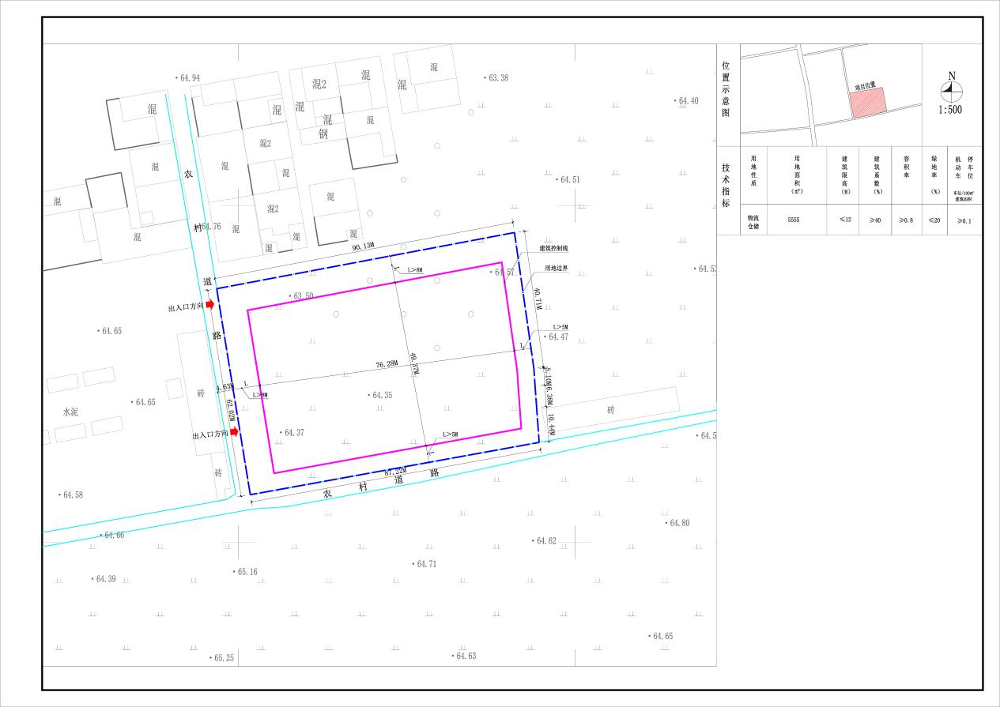 64.94
63.38
64.40
混
混2
混
混
混
混
混
混
混
钢
混
混2
混
混
混
农
64.51
混
混2
混
混
村
64.76
混
混
混
混
混
90.13M
建筑控制线
L>8M
64.57
用地边界
64.53
道
63.50
40.71M
出入口方向
64.65
路
L>5M
64.47
L
L
76.28M
49.37M
5.10M
6.38M
4.63M
L
L>8M
砖
64.35
砖
水泥
64.65
62.02M
10.44M
出入口方向
64.37
L>5M
L
64.5
砖
87.22M
农 村 道 路
64.58
64.66
64.80
64.62
64.71
65.16
64.39
64.65
65.25
64.63
位置示意图
项目位置
N
1:500
技术指标
用地性质
用地面积(㎡)
建筑限高(M)
建筑系数(%)
容积率
绿地率(%)
机动车停车位
车位/100㎡
建筑面积
物流
仓储
5555
≤12
≥40
≥0.8
≤20
≥0.1